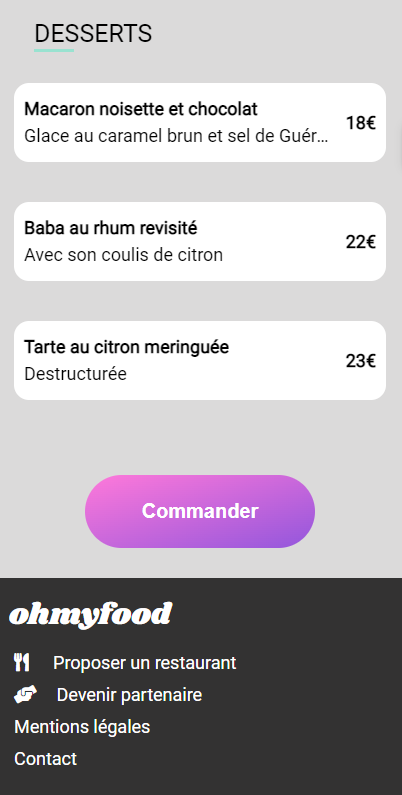 DESSERTS
Macaron noisette et chocolat
Glace au caramel brun et sel de Guér…
18€
Baba au rhum revisité
Avec son coulis de citron
22€
Tarte au citron meringuée
Destructurée
23€
Commander
ohmyfood
Proposer un restaurant
Devenir partenaire
Mentions légales
Contact